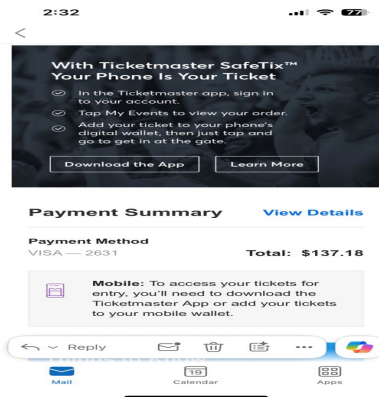 2:32
77
With Ticketmaster SafeTix™
Your Phone Is Your Ticket
In the Ticketmaster app, sign in
to your account.
Tap My Events to view your order.
Add your ticket to your phone's
digital wallet, then just tap and
go to get in at the gate.
Download the App
Learn More
Payment Summary
View Details
Payment Method
VISA — 2631
Total: $137.18
Mobile: To access your tickets for
entry, you'll need to download the
Ticketmaster App or add your tickets
to your mobile wallet.
Reply
Mail
19
Calendar
Apps